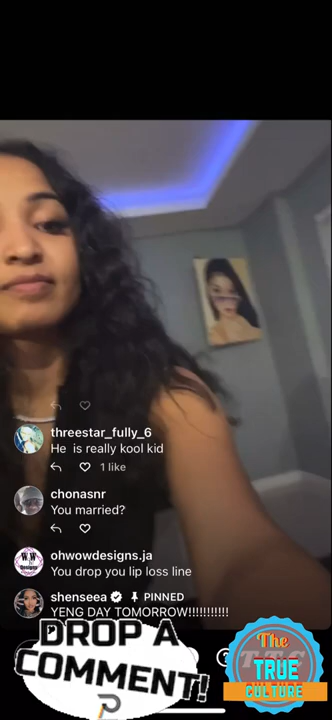 threestar_fully_6
He is really kool kid
1 like
chonasnr
You married?
ohwowdesigns.ja
You drop you lip loss line
shenseea PINNED
YENG DAY TOMORROW!!!!!!!!!!!
DROP A
COMMENT!
The
TRUE
CULTURE